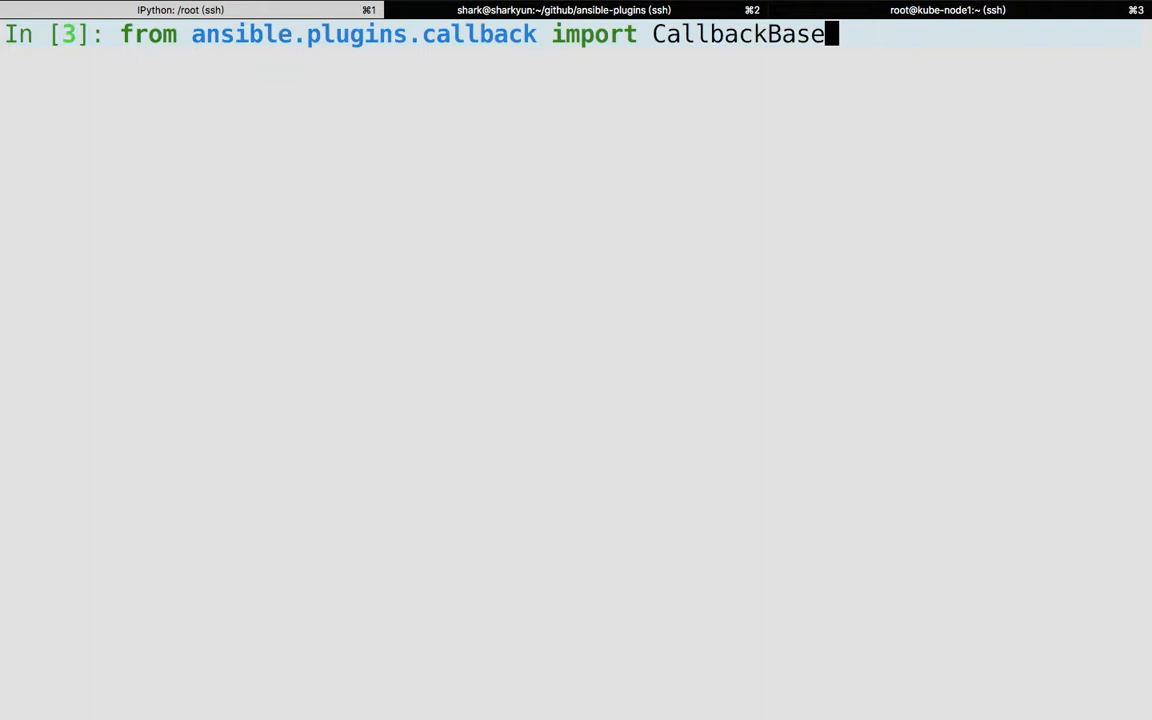 IPython: /root (ssh) ⌘1 shark@sharkyun:~/github/ansible-plugins (ssh) ⌘2 root@kube-node1:~ (ssh) ⌘3
In [3]: from ansible.plugins.callback import CallbackBase